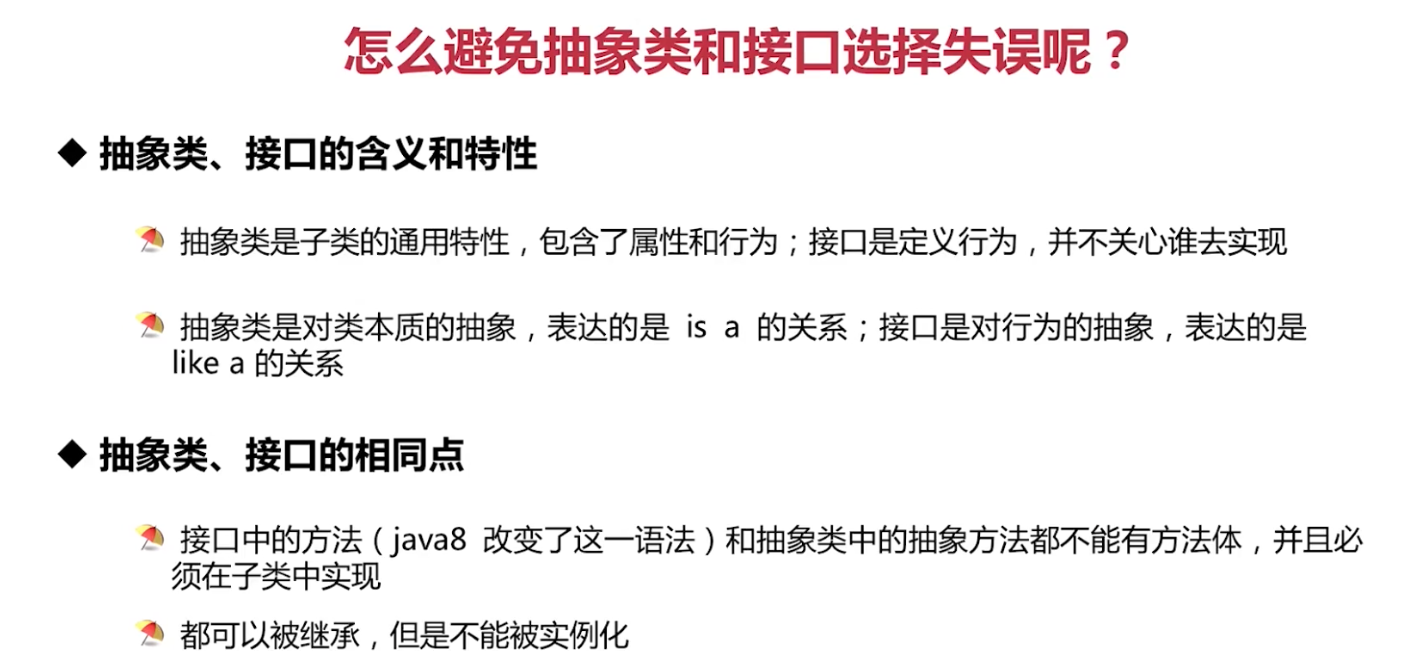 怎么避免抽象类和接口选择失误呢？
◆ 抽象类、接口的含义和特性
抽象类是子类的通用特性，包含了属性和行为；接口是定义行为，并不关心谁去实现
抽象类是对类本质的抽象，表达的是 is a 的关系；接口是对行为的抽象，表达的是
like a 的关系
◆ 抽象类、接口的相同点
接口中的方法（java8 改变了这一语法）和抽象类中的抽象方法都不能有方法体，并且必
须在子类中实现
都可以被继承，但是不能被实例化